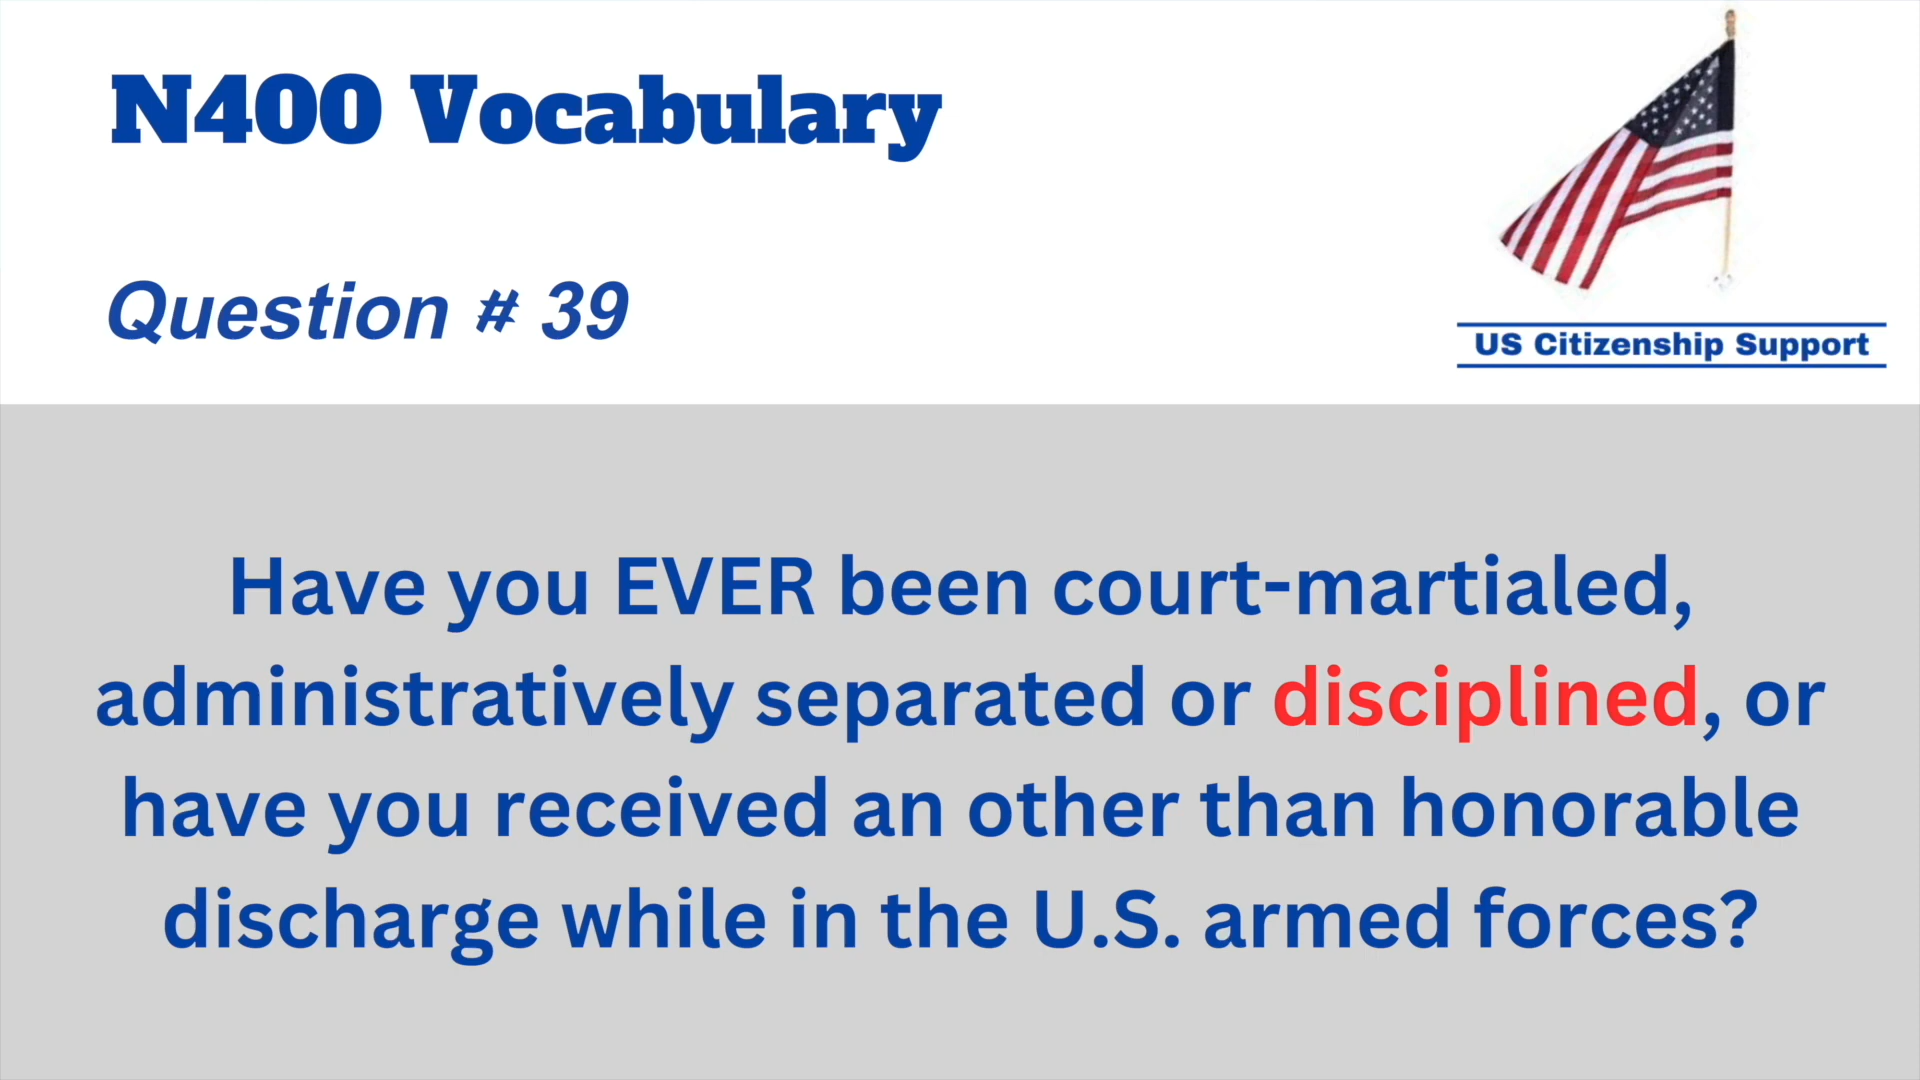 N400 Vocabulary
Question # 39
US Citizenship Support
Have you EVER been court-martialed,
administratively separated or disciplined, or
have you received an other than honorable
discharge while in the U.S. armed forces?